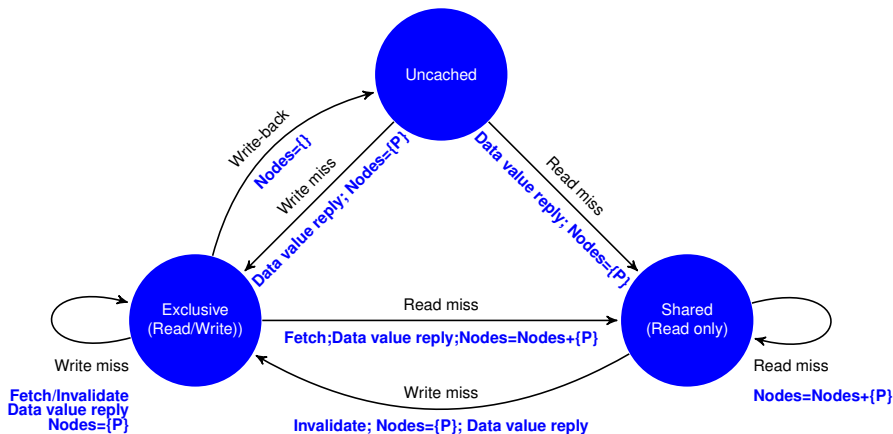 Uncached
Write-back
Nodes={}
Write miss
Data value reply; Nodes={P}
Read miss
Data value reply; Nodes={P}
Exclusive
(Read/Write))
Read miss
Fetch;Data value reply;Nodes=Nodes+{P}
Shared
(Read only)
Write miss
Fetch/Invalidate
Data value reply
Nodes={P}
Write miss
Invalidate; Nodes={P}; Data value reply
Read miss
Nodes=Nodes+{P}